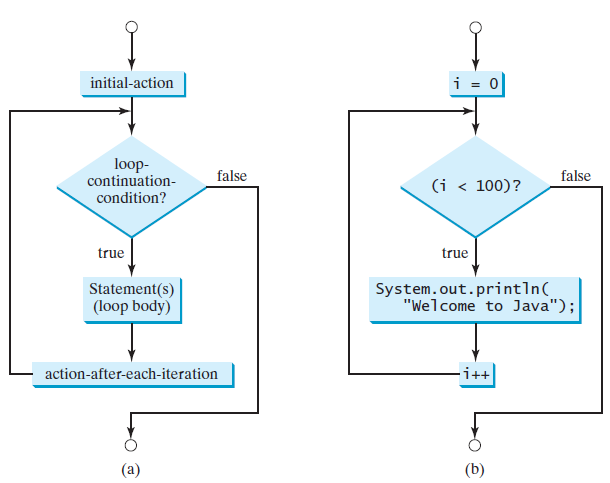 initial-action
loop-
continuation-
condition?
false
true
Statement(s)
(loop body)
action-after-each-iteration
(a)
i = 0
(i < 100)?
false
true
System.out.println(
"Welcome to Java");
i++
(b)